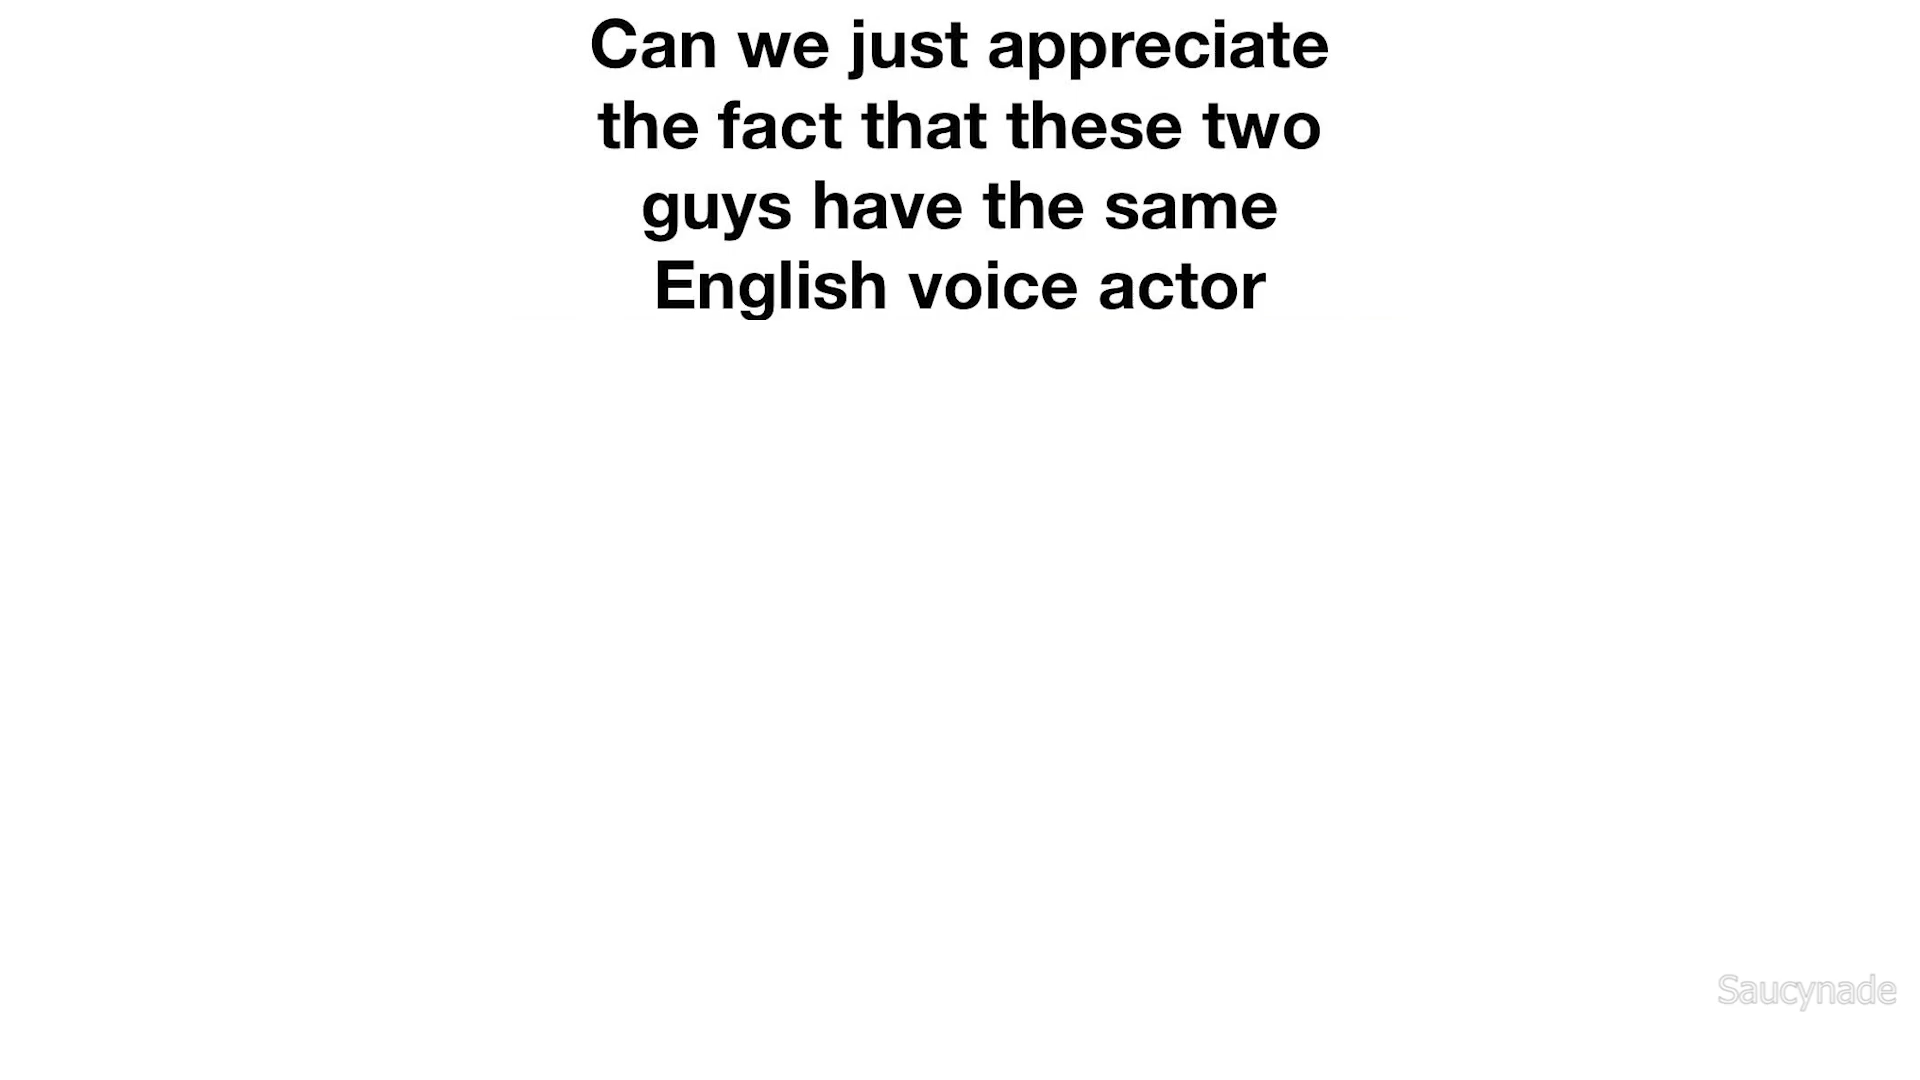 Can we just appreciate
the fact that these two
guys have the same
English voice actor
Saucynade